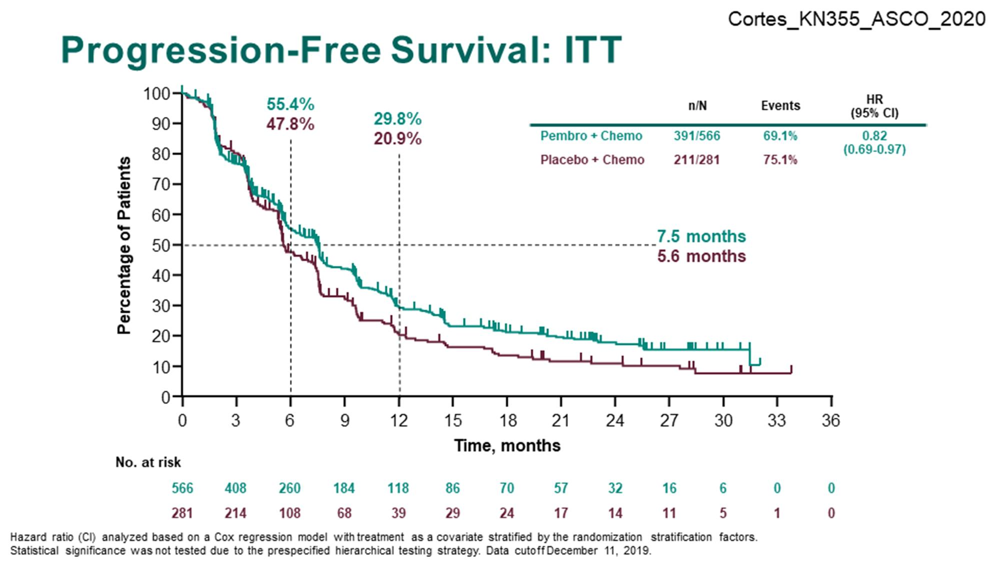 Cortes_KN355_ASCO_2020
Progression-Free Survival: ITT
Percentage of Patients
100
90
80
70
60
50
40
30
20
10
0
55.4%
47.8%
29.8%
20.9%
n/N Events HR (95% CI)
Pembro + Chemo 391/566 69.1% 0.82 (0.69-0.97)
Placebo + Chemo 211/281 75.1%
7.5 months
5.6 months
0 3 6 9 12 15 18 21 24 27 30 33 36
Time, months
No. at risk
566 408 260 184 118 86 70 57 32 16 6 0 0
281 214 108 68 39 29 24 17 14 11 5 1 0
Hazard ratio (CI) analyzed based on a Cox regression model with treatment as a covariate stratified by the randomization stratification factors.
Statistical significance was not tested due to the prespecified hierarchical testing strategy. Data cutoff December 11, 2019.